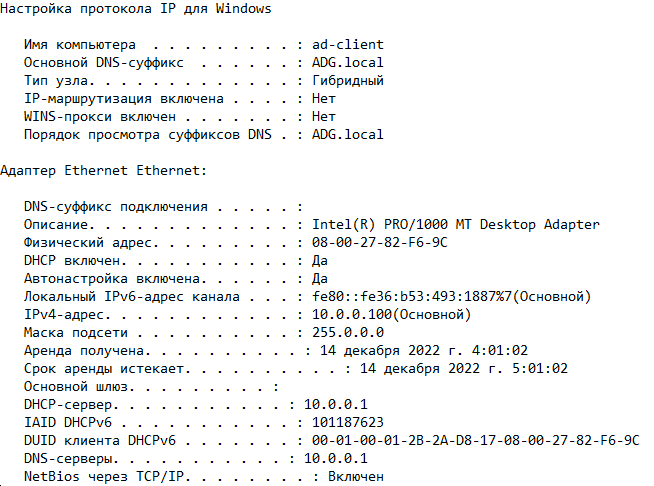 Настройка протокола IP для Windows
Имя компьютера . . . . . . . . . : ad-client
Основной DNS-суффикс . . . . . . : ADG.local
Тип узла. . . . . . . . . . . . . : Гибридный
IP-маршрутизация включена . . . . : Нет
WINS-прокси включен . . . . . . . : Нет
Порядок просмотра суффиксов DNS . : ADG.local
Адаптер Ethernet Ethernet:
DNS-суффикс подключения . . . . . :
Описание. . . . . . . . . . . . . : Intel(R) PRO/1000 MT Desktop Adapter
Физический адрес. . . . . . . . . : 08-00-27-82-F6-9C
DHCP включен. . . . . . . . . . . : Да
Автонастройка включена. . . . . . : Да
Локальный IPv6-адрес канала . . . : fe80::fe36:b53:493:1887%7(Основной)
IPv4-адрес. . . . . . . . . . . . : 10.0.0.100(Основной)
Маска подсети . . . . . . . . . . : 255.0.0.0
Аренда получена. . . . . . . . . . : 14 декабря 2022 г. 4:01:02
Срок аренды истекает. . . . . . . . . . : 14 декабря 2022 г. 5:01:02
Основной шлюз. . . . . . . . . :
DHCP-сервер. . . . . . . . . . . : 10.0.0.1
IAID DHCPv6 . . . . . . . . . . . : 101187623
DUID клиента DHCPv6 . . . . . . . : 00-01-00-01-2B-2A-D8-17-08-00-27-82-F6-9C
DNS-серверы. . . . . . . . . . . : 10.0.0.1
NetBios через TCP/IP. . . . . . . . : Включен